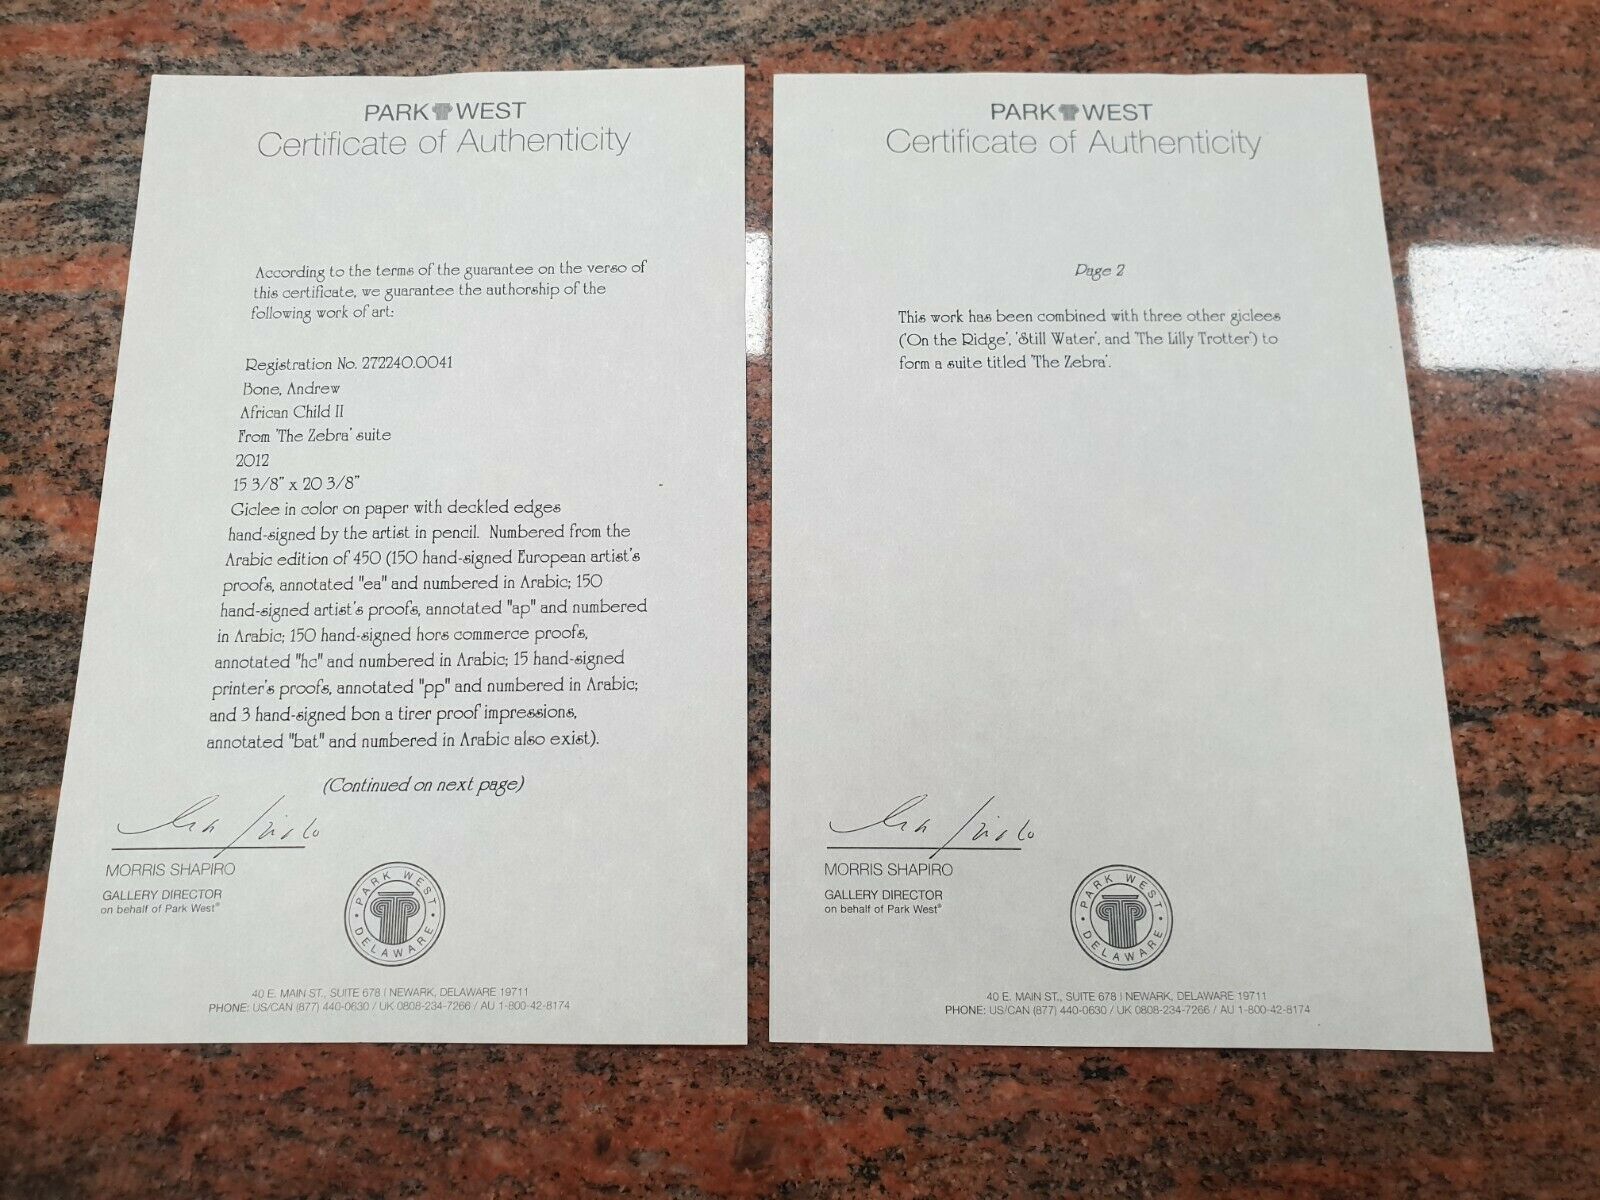 PARK WEST
Certificate of Authenticity
According to the terms of the guarantee on the verso of
this certificate, we guarantee the authorship of the
following work of art:
Registration No. 272240.0041
Bone, Andrew
African Child II
From 'The Zebra' suite
2012
15 3/8" x 20 3/8"
Giclee in color on paper with deckled edges
hand-signed by the artist in pencil. Numbered from the
Arabic edition of 450 (150 hand-signed European artist's
proofs, annotated "ea" and numbered in Arabic; 150
hand-signed artist's proofs, annotated "ap" and numbered
in Arabic; 150 hand-signed hors commerce proofs,
annotated "hc" and numbered in Arabic; 15 hand-signed
printer's proofs, annotated "pp" and numbered in Arabic;
and 3 hand-signed bon a tirer proof impressions,
annotated "bat" and numbered in Arabic also exist).
(Continued on next page)
MORRIS SHAPIRO
GALLERY DIRECTOR
on behalf of Park West®
PARK WEST
DELAWARE
40 E. MAIN ST., SUITE 678 | NEWARK, DELAWARE 19711
PHONE: US/CAN (877) 440-0630 / UK 0808-234-7266 / AU 1-800-42-8174
PARK WEST
Certificate of Authenticity
Page 2
This work has been combined with three other giclees
('On the Ridge', 'Still Water', and 'The Lilly Trotter') to
form a suite titled 'The Zebra'.
MORRIS SHAPIRO
GALLERY DIRECTOR
on behalf of Park West®
PARK WEST
DELAWARE
40 E. MAIN ST., SUITE 678 | NEWARK, DELAWARE 19711
PHONE: US/CAN (877) 440-0630 / UK 0808-234-7266 / AU 1-800-42-8174